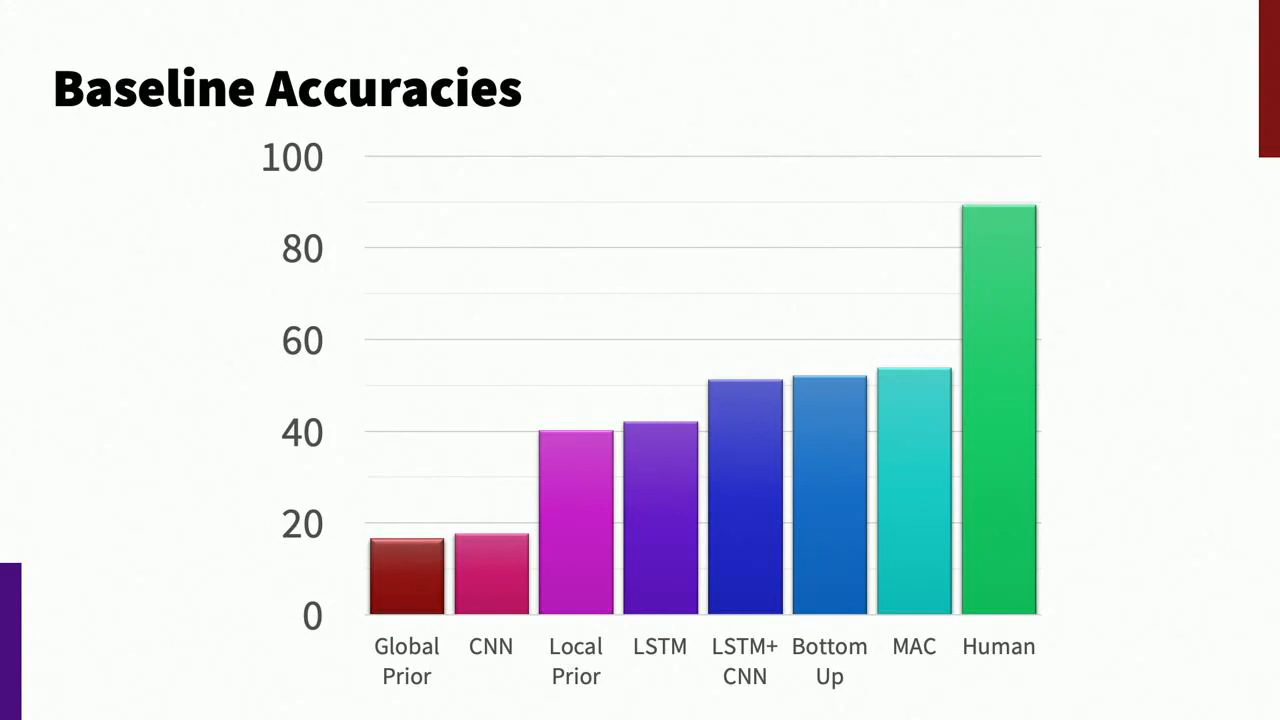 Baseline Accuracies
100
80
60
40
20
0
Global Prior
CNN
Local Prior
LSTM
LSTM+ CNN
Bottom Up
MAC
Human